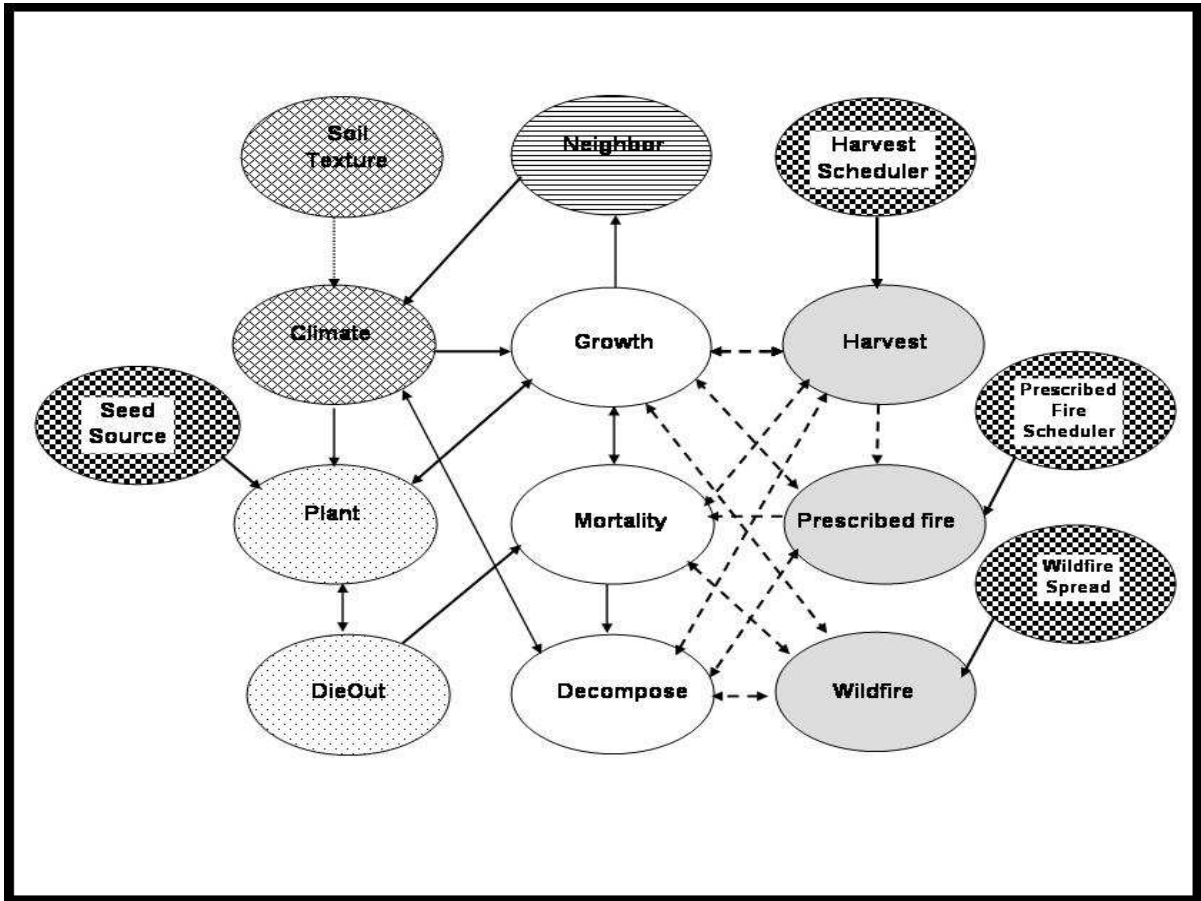 Soil
Texture
Neighbor
Harvest
Scheduler
Climate
Growth
Harvest
Seed
Source
Prescribed
Fire
Scheduler
Plant
Mortality
Prescribed fire
Wildfire
Spread
DieOut
Decompose
Wildfire